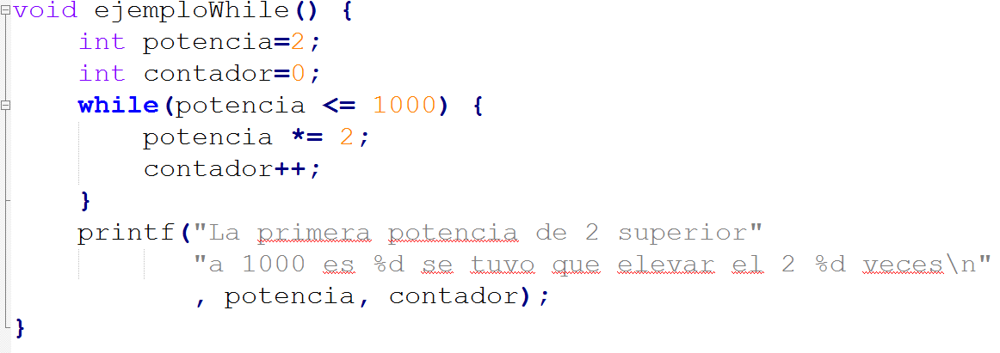 void ejemploWhile() {
    int potencia=2;
    int contador=0;
    while(potencia <= 1000) {
        potencia *= 2;
        contador++;
    }
    printf("La primera potencia de 2 superior"
           "a 1000 es %d se tuvo que elevar el 2 %d veces\n"
           , potencia, contador);
}